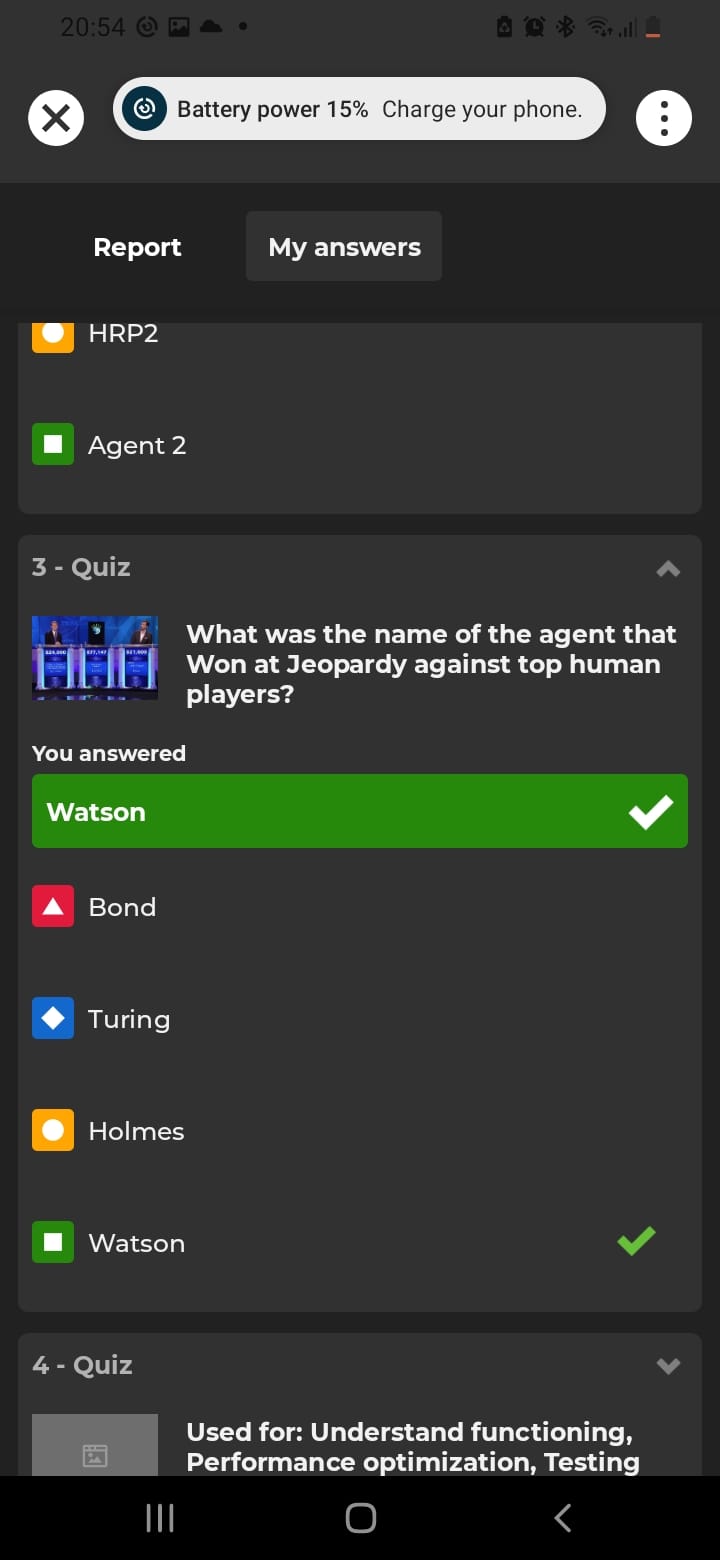 20:54
Battery power 15% Charge your phone.
Report
My answers
HRP2
Agent 2
3 - Quiz
What was the name of the agent that
Won at Jeopardy against top human
players?
You answered
Watson
Bond
Turing
Holmes
Watson
4 - Quiz
Used for: Understand functioning,
Performance optimization, Testing